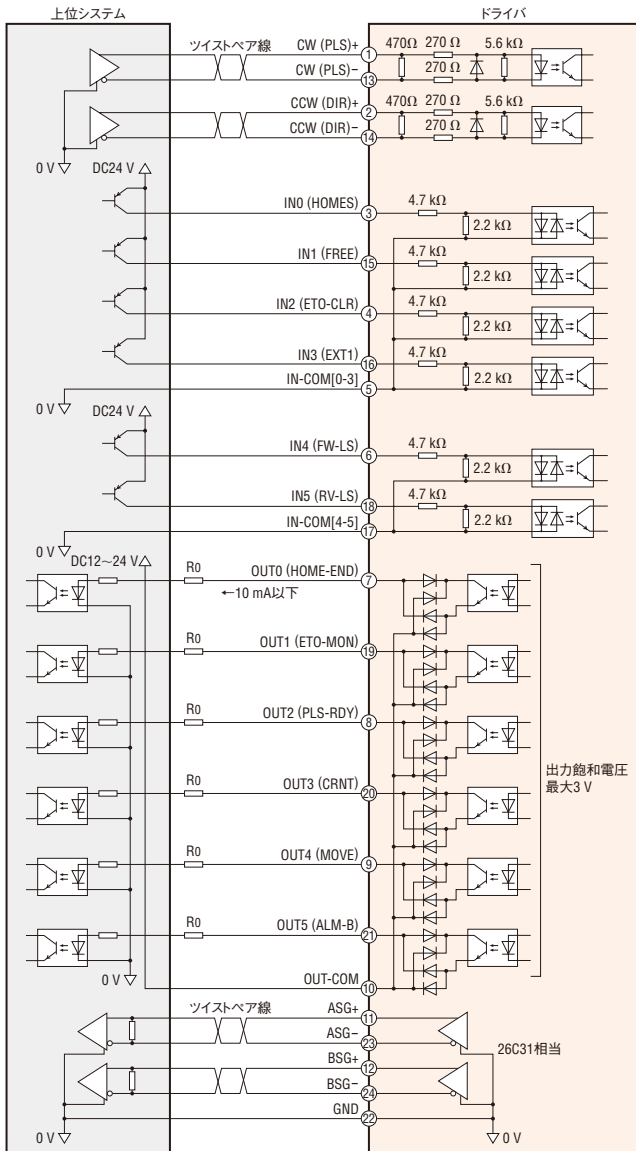 上位システム
ドライバ
ツイストペア線
CW (PLS)+
①
470Ω
270 Ω
5.6 kΩ
CW (PLS)−
⑬
270 Ω
CCW (DIR)+
②
470Ω
270 Ω
5.6 kΩ
CCW (DIR)−
⑭
270 Ω
0 V
DC24 V
IN0 (HOMES)
③
4.7 kΩ
2.2 kΩ
IN1 (FREE)
⑮
4.7 kΩ
2.2 kΩ
IN2 (ETO-CLR)
④
4.7 kΩ
2.2 kΩ
IN3 (EXT1)
⑯
4.7 kΩ
2.2 kΩ
IN-COM[0-3]
⑤
0 V
DC24 V
IN4 (FW-LS)
⑥
4.7 kΩ
2.2 kΩ
IN5 (RV-LS)
⑱
4.7 kΩ
2.2 kΩ
IN-COM[4-5]
⑰
0 V
DC12~24 V
R0
OUT0 (HOME-END)
⑦
←10 mA以下
R0
OUT1 (ETO-MON)
⑲
R0
OUT2 (PLS-RDY)
⑧
R0
OUT3 (CRNT)
⑳
出力飽和電圧
最大3 V
R0
OUT4 (MOVE)
⑨
R0
OUT5 (ALM-B)
㉑
0 V
OUT-COM
⑩
ツイストペア線
ASG+
⑪
ASG−
㉓
26C31相当
BSG+
⑫
BSG−
㉔
GND
㉒
0 V
0 V